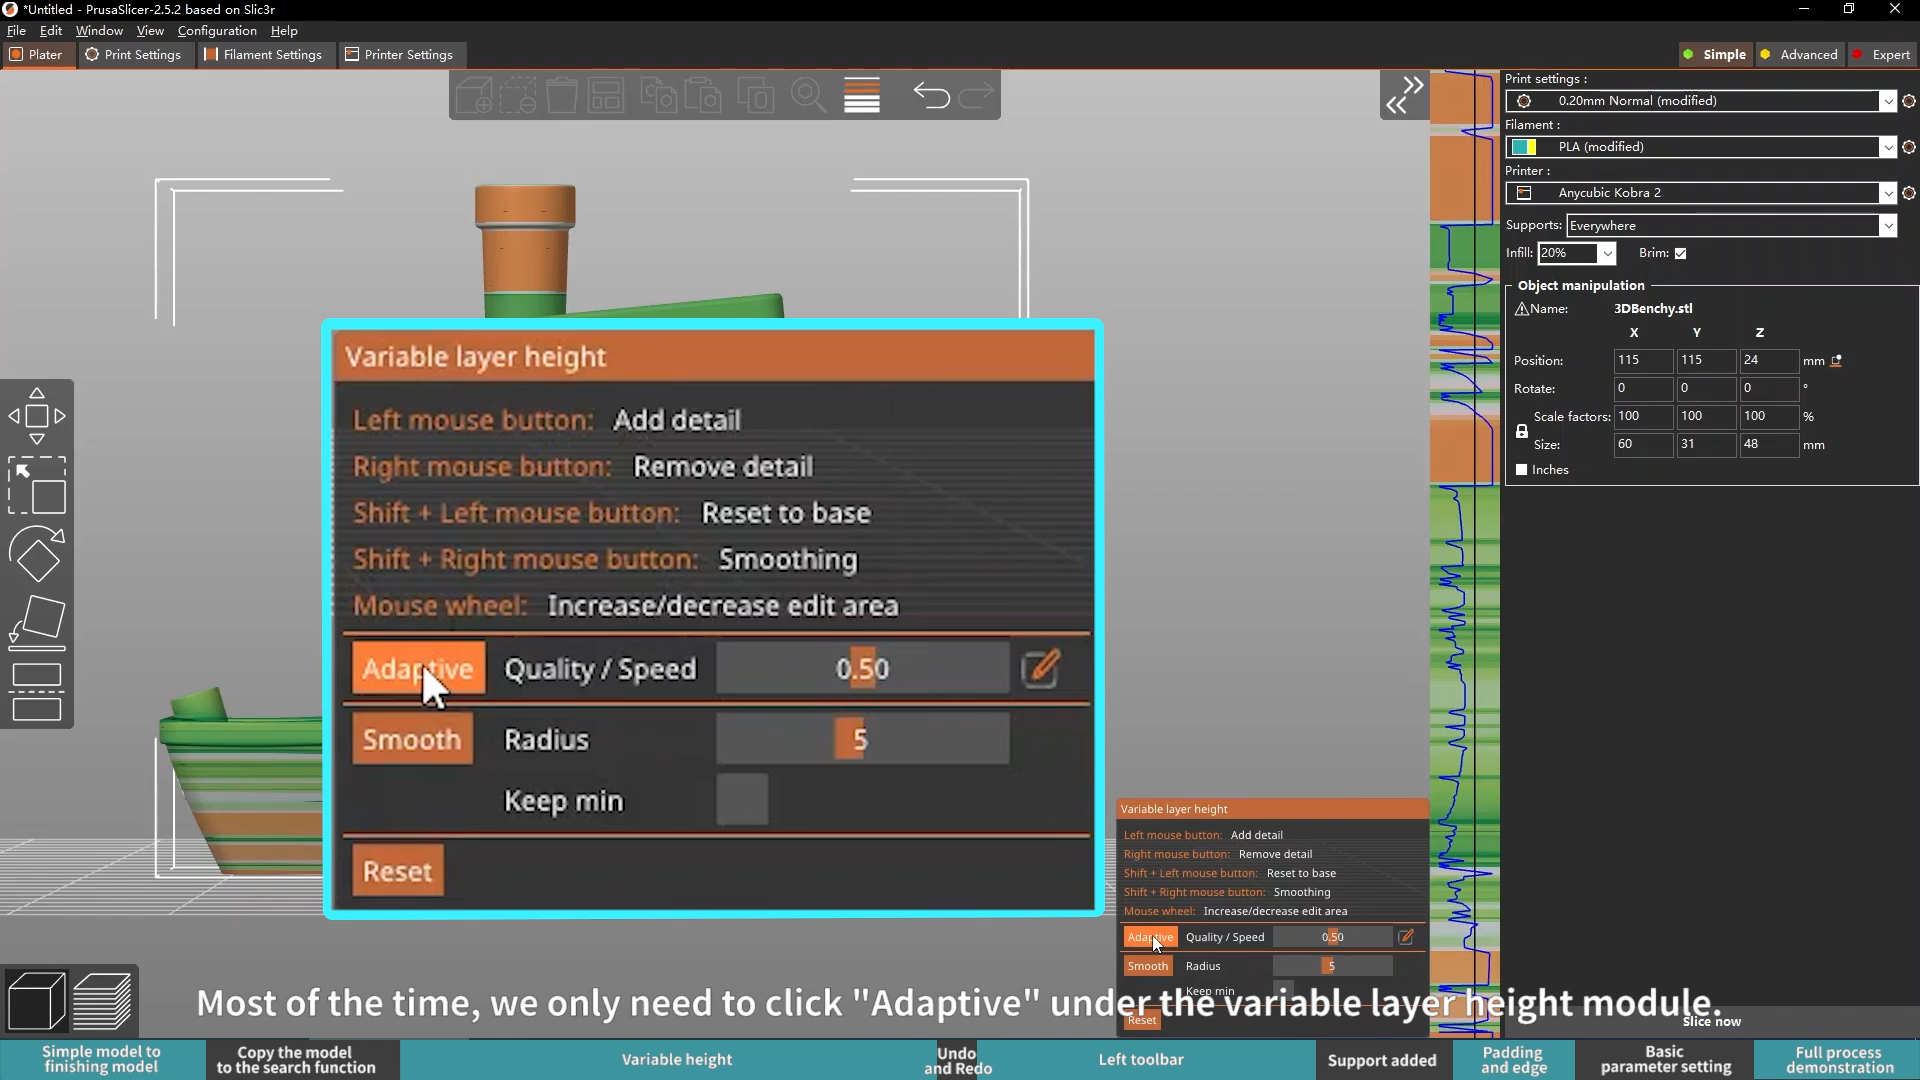 *Untitled - PrusaSlicer-2.5.2 based on Slic3r
File Edit Window View Configuration Help
Plater Print Settings Filament Settings Printer Settings
Simple Advanced Expert
Print settings :
0.20mm Normal (modified)
Filament :
PLA (modified)
Printer :
Anycubic Kobra 2
Supports: Everywhere
Infill: 20% Brim:
Object manipulation
Name: 3DBenchy.stl
X Y Z
Position: 115 115 24 mm
Rotate: 0 0 0 °
Scale factors: 100 100 100 %
Size: 60 31 48 mm
Inches
Variable layer height
Left mouse button: Add detail
Right mouse button: Remove detail
Shift + Left mouse button: Reset to base
Shift + Right mouse button: Smoothing
Mouse wheel: Increase/decrease edit area
Adaptive Quality / Speed 0.50
Smooth Radius 5
Keep min
Reset
Variable layer height
Left mouse button: Add detail
Right mouse button: Remove detail
Shift + Left mouse button: Reset to base
Shift + Right mouse button: Smoothing
Mouse wheel: Increase/decrease edit area
Adaptive Quality / Speed 0.50
Smooth Radius 5
Keep min
Reset
Slice now
Most of the time, we only need to click "Adaptive" under the variable layer height module.
Simple model to
finishing model
Copy the model
to the search function
Variable height
Undo
and Redo
Left toolbar
Support added
Padding
and edge
Basic
parameter setting
Full process
demonstration